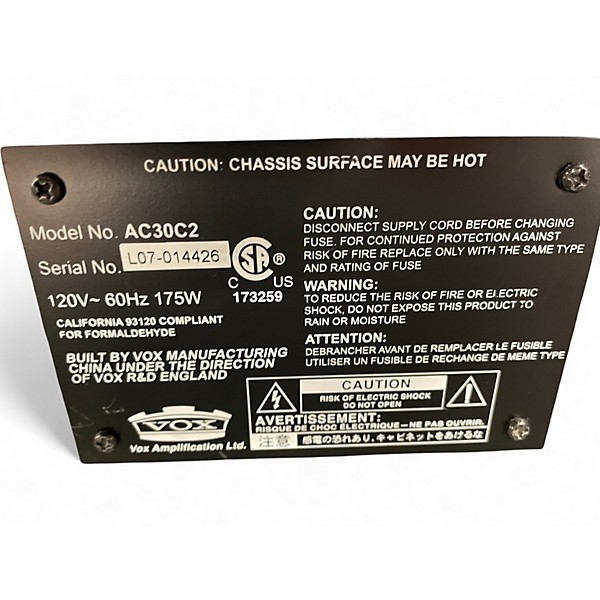 CAUTION: CHASSIS SURFACE MAY BE HOT
Model No. AC30C2
Serial No. L07-014426
C US
173259
120V~ 60Hz 175W
CALIFORNIA 93120 COMPLIANT
FOR FORMALDEHYDE
BUILT BY VOX MANUFACTURING
CHINA UNDER THE DIRECTION
OF VOX R&D ENGLAND
VOX
Vox Amplification Ltd.
CAUTION:
DISCONNECT SUPPLY CORD BEFORE CHANGING
FUSE. FOR CONTINUED PROTECTION AGAINST
RISK OF FIRE REPLACE ONLY WITH THE SAME TYPE
AND RATING OF FUSE
WARNING:
TO REDUCE THE RISK OF FIRE OR ELECTRIC
SHOCK, DO NOT EXPOSE THIS PRODUCT TO
RAIN OR MOISTURE
ATTENTION:
DEBRANCHER AVANT DE REMPLACER LE FUSIBLE
UTILISER UN FUSIBLE DE RECHANGE DE MEME TYPE
CAUTION
RISK OF ELECTRIC SHOCK
DO NOT OPEN
AVERTISSEMENT:
RISQUE DE CHOC ELECTRIQUE-NE PAS OUVRIR.
注意 感電の恐れあり、キャビネットをあけるな